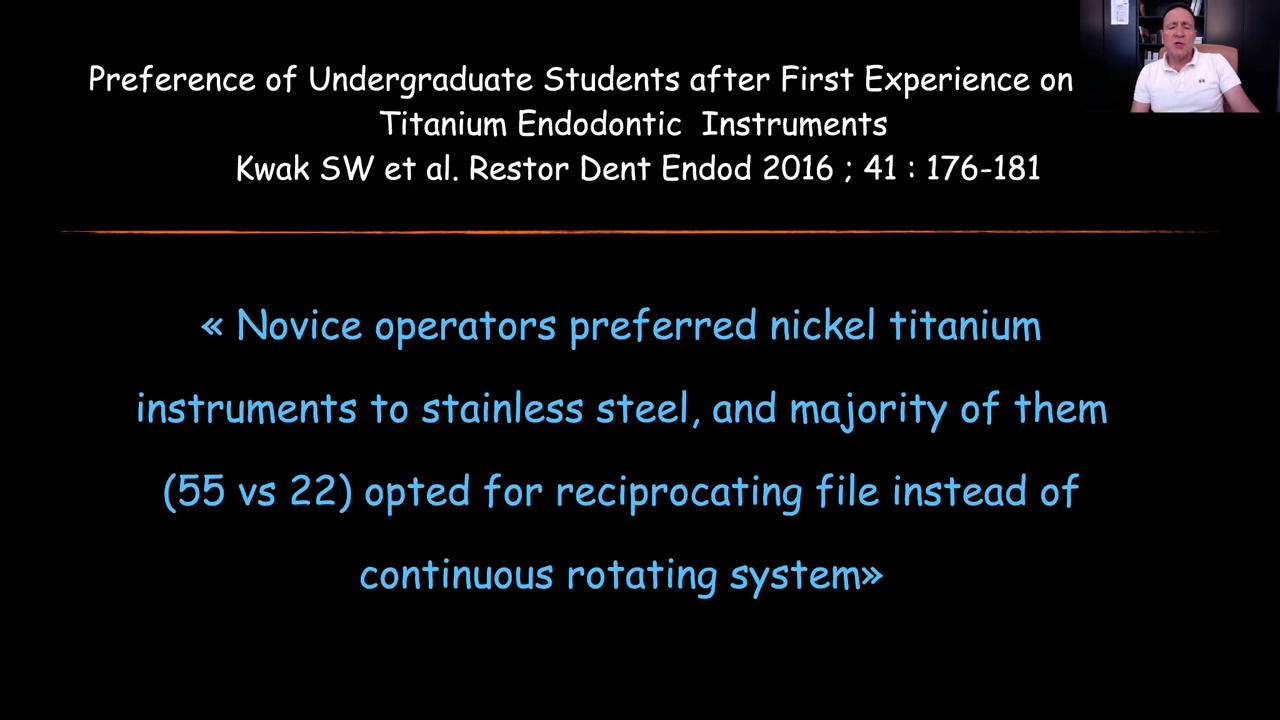 Preference of Undergraduate Students after First Experience on
Titanium Endodontic Instruments
Kwak SW et al. Restor Dent Endod 2016 ; 41 : 176-181
« Novice operators preferred nickel titanium
instruments to stainless steel, and majority of them
(55 vs 22) opted for reciprocating file instead of
continuous rotating system»